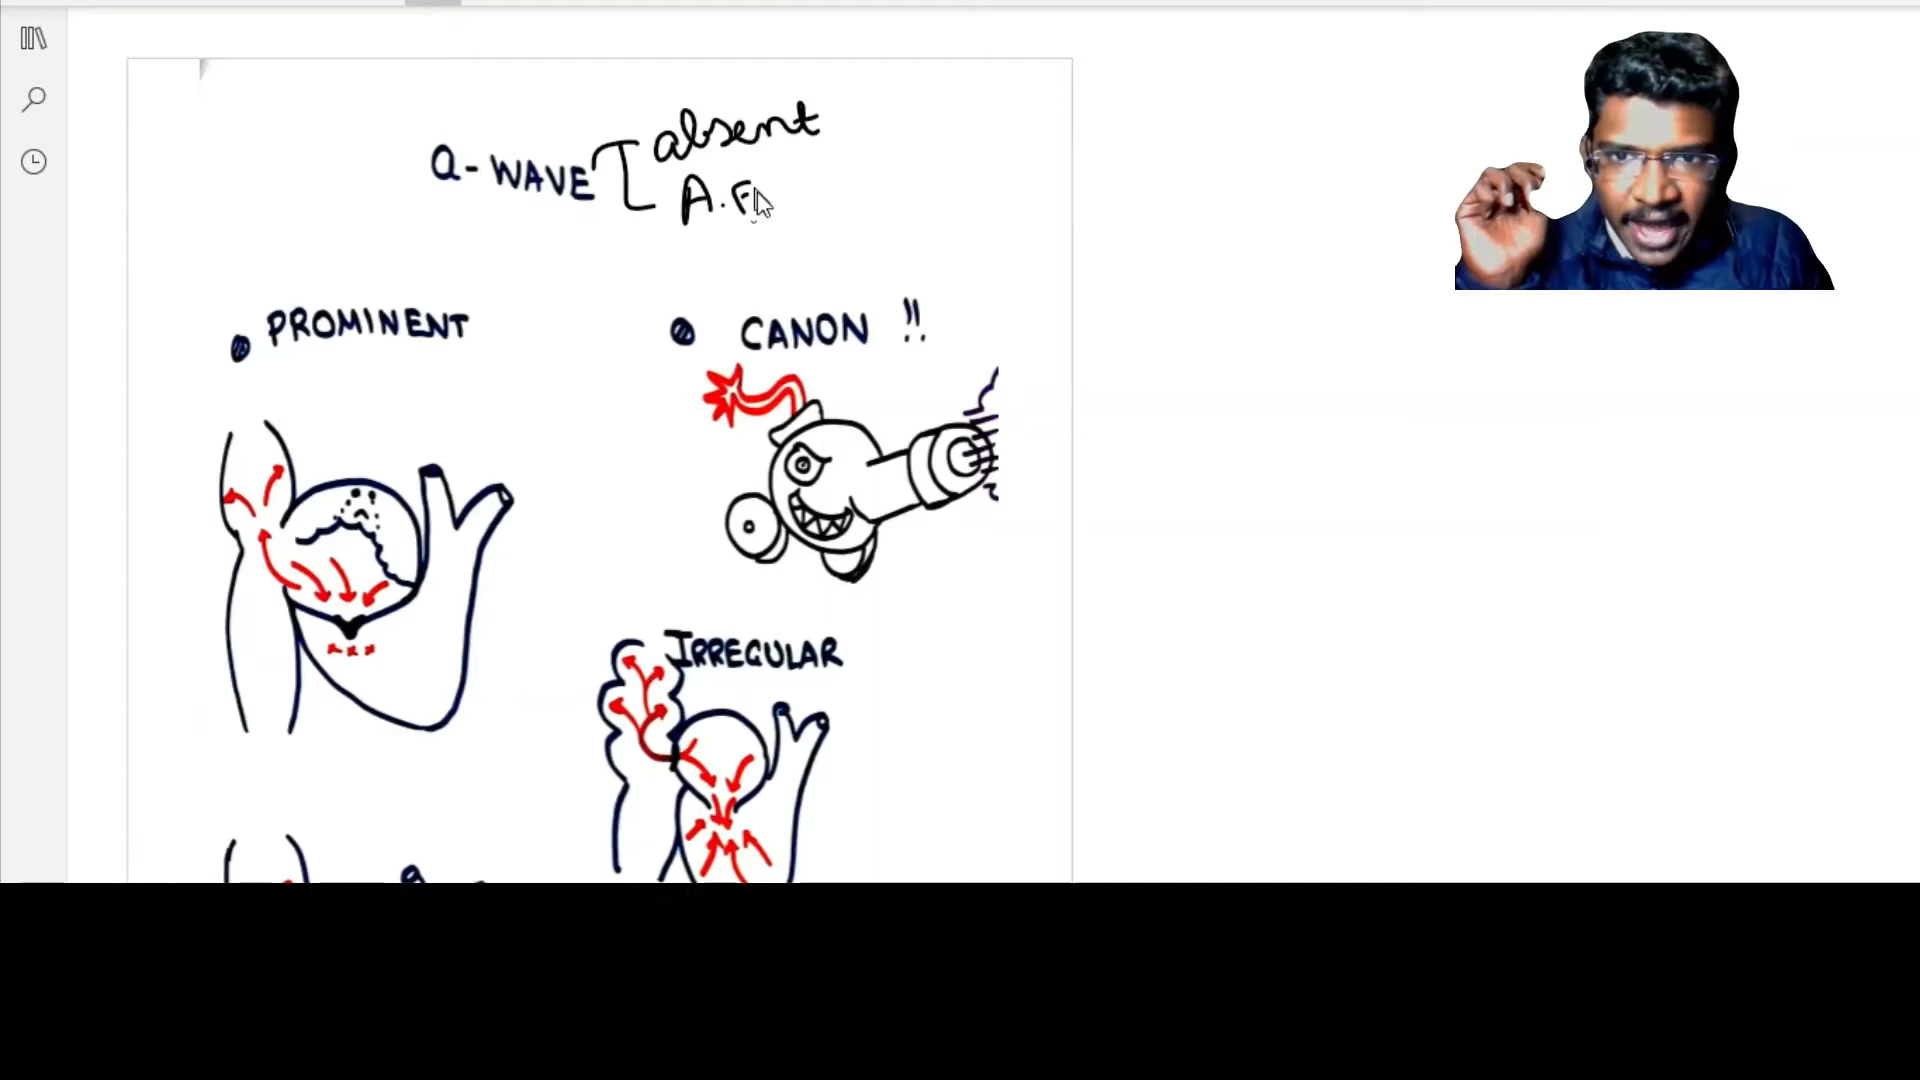 absent
a-WAVE
A.F
PROMINENT
CANON !!
IRREGULAR